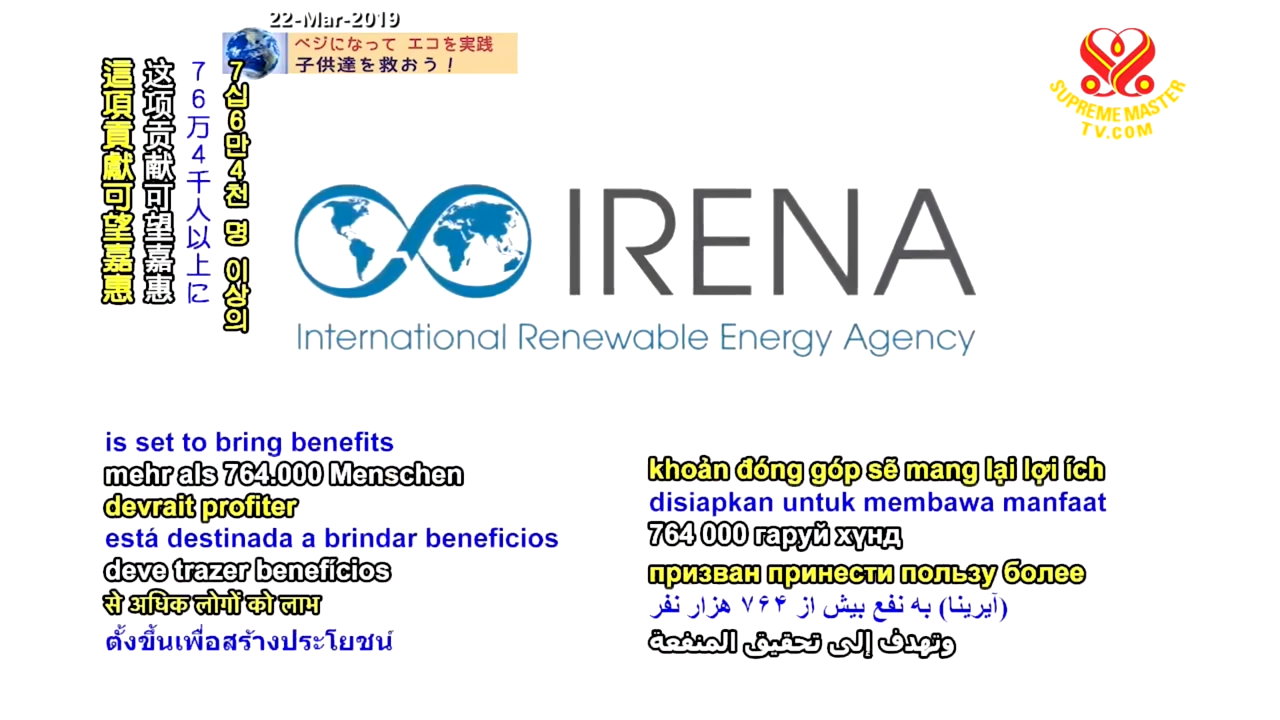 22-Mar-2019
ベジになって エコを実践
子供達を救おう！
SUPREME MASTER
TV.COM
這項貢獻可望嘉惠
这项贡献可望嘉惠
76万4千人以上に
7십6만4천 명 이상의
IRENA
International Renewable Energy Agency
is set to bring benefits
mehr als 764.000 Menschen
devrait profiter
está destinada a brindar beneficios
deve trazer benefícios
से अधिक लोगों को लाभ
ตั้งขึ้นเพื่อสร้างประโยชน์
khoản đóng góp sẽ mang lại lợi ích
disiapkan untuk membawa manfaat
764 000 гаруй хүнд
призван принести пользу более
(آیرینا) به نفع بیش از ۷۶۴ هزار نفر
وتهدف إلى تحقيق المنفعة